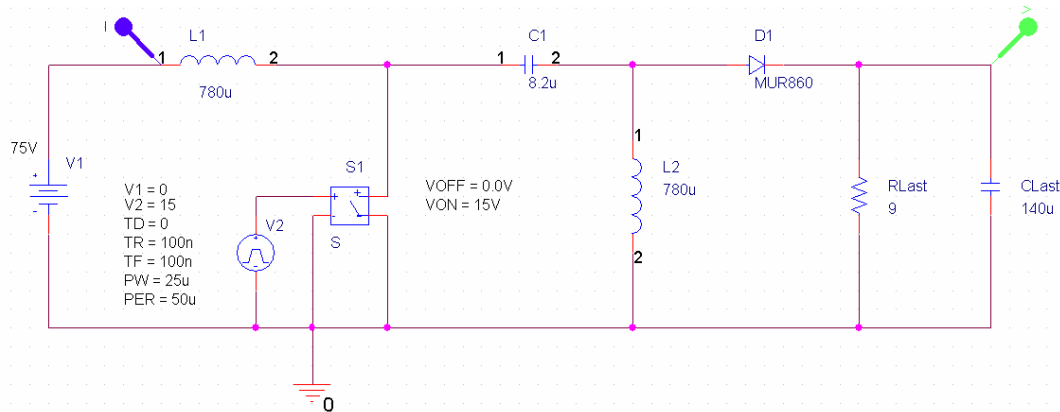 I
V
L1
1
2
780u
C1
1
2
8.2u
D1
MUR860
75V
+
V1
-
V1 = 0
V2 = 15
TD = 0
TR = 100n
TF = 100n
PW = 25u
PER = 50u
S1
+
+
-
-
S
V2
+
-
VOFF = 0.0V
VON = 15V
1
L2
780u
2
RLast
9
CLast
140u
0